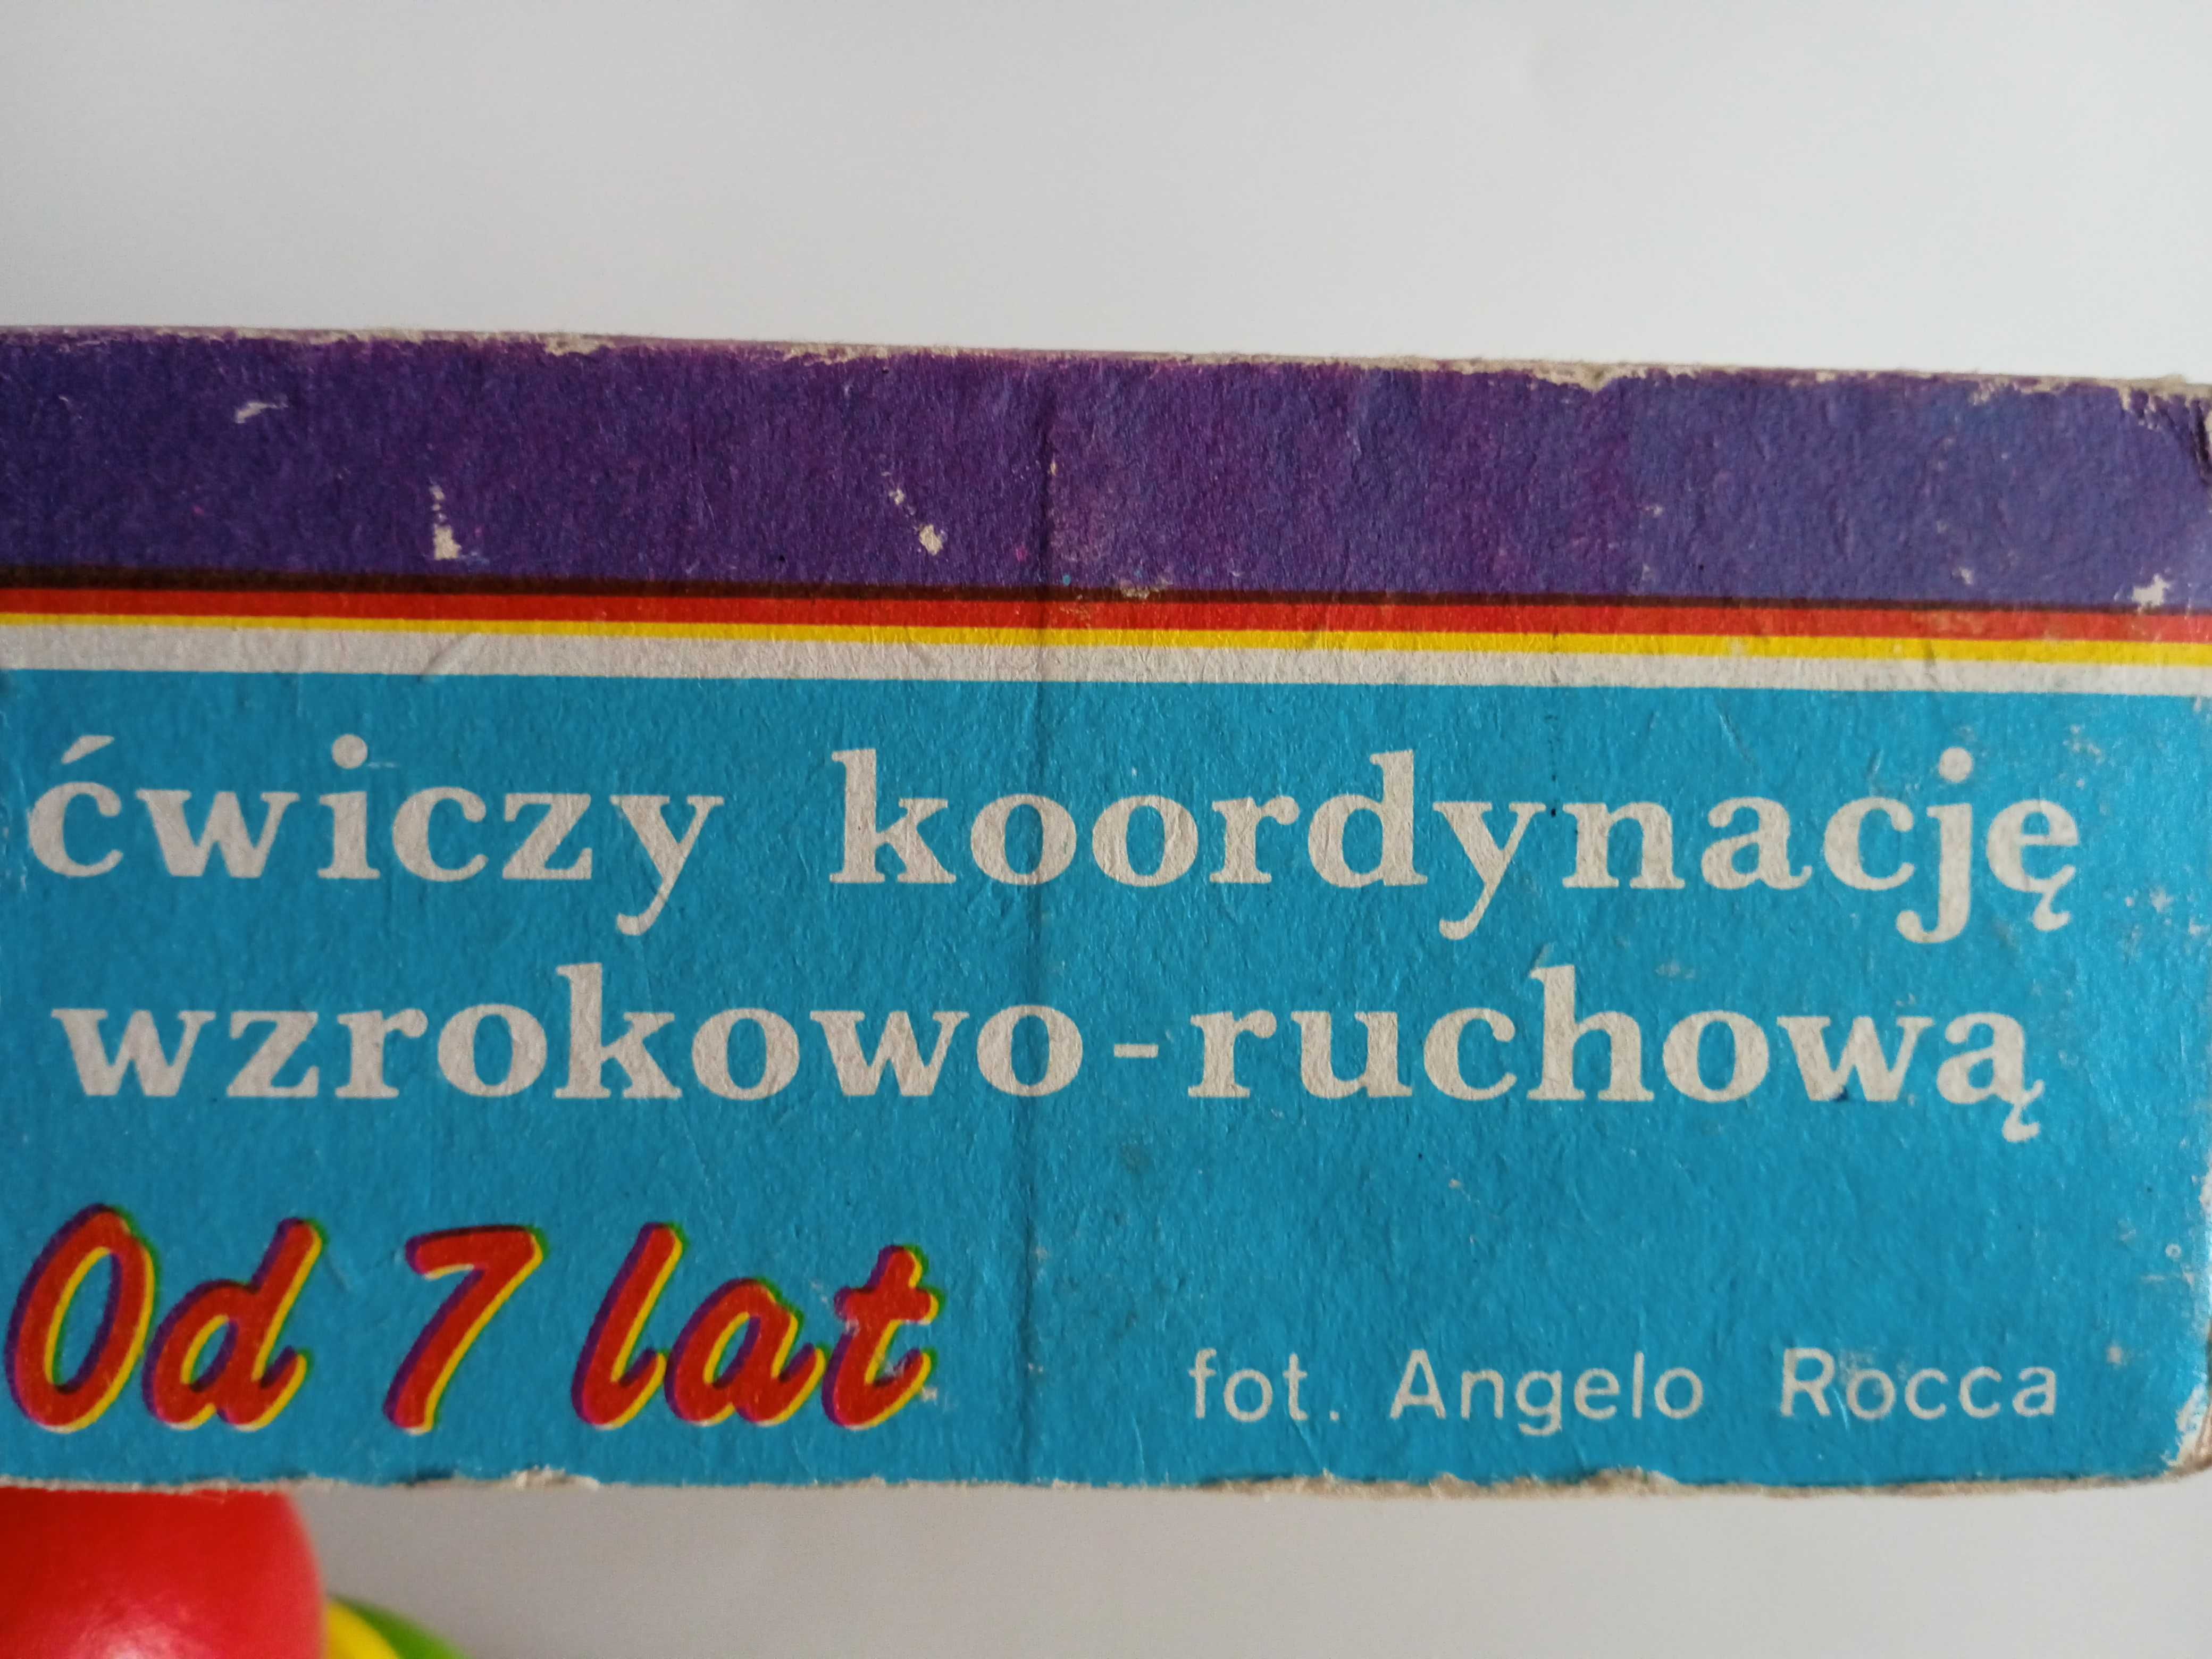 ćwiczy koordynację
wzrokowo-ruchową
Od 7 lat
fot. Angelo Rocca